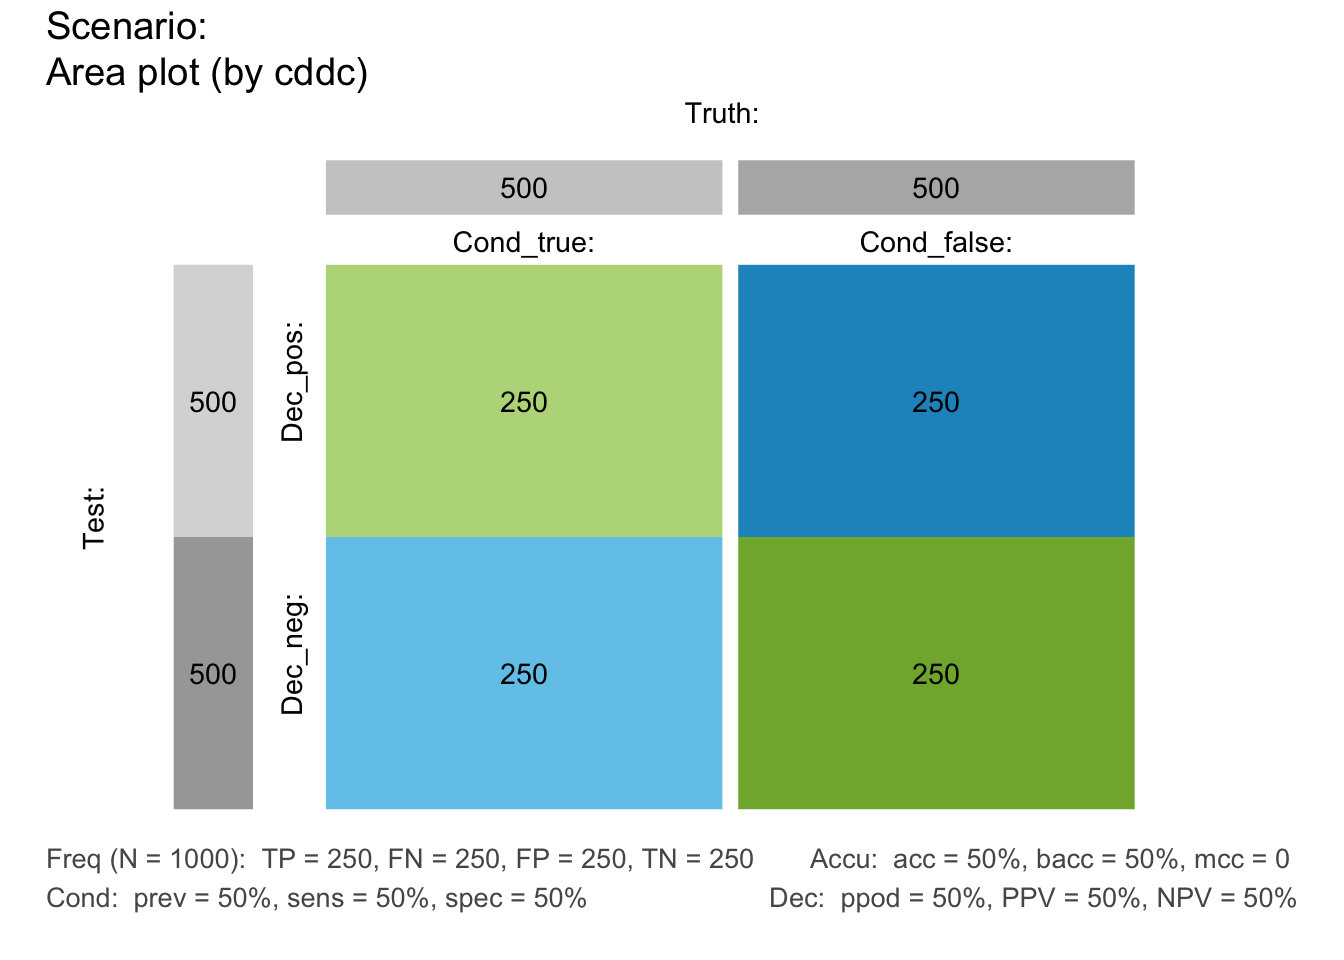 Scenario:
Area plot (by cddc)
Truth:
500
500
Cond_true:
Cond_false:
Test:
500
Dec_pos:
250
250
500
Dec_neg:
250
250
Freq (N = 1000):  TP = 250, FN = 250, FP = 250, TN = 250
Accu:  acc = 50%, bacc = 50%, mcc = 0
Cond:  prev = 50%, sens = 50%, spec = 50%
Dec:  ppod = 50%, PPV = 50%, NPV = 50%